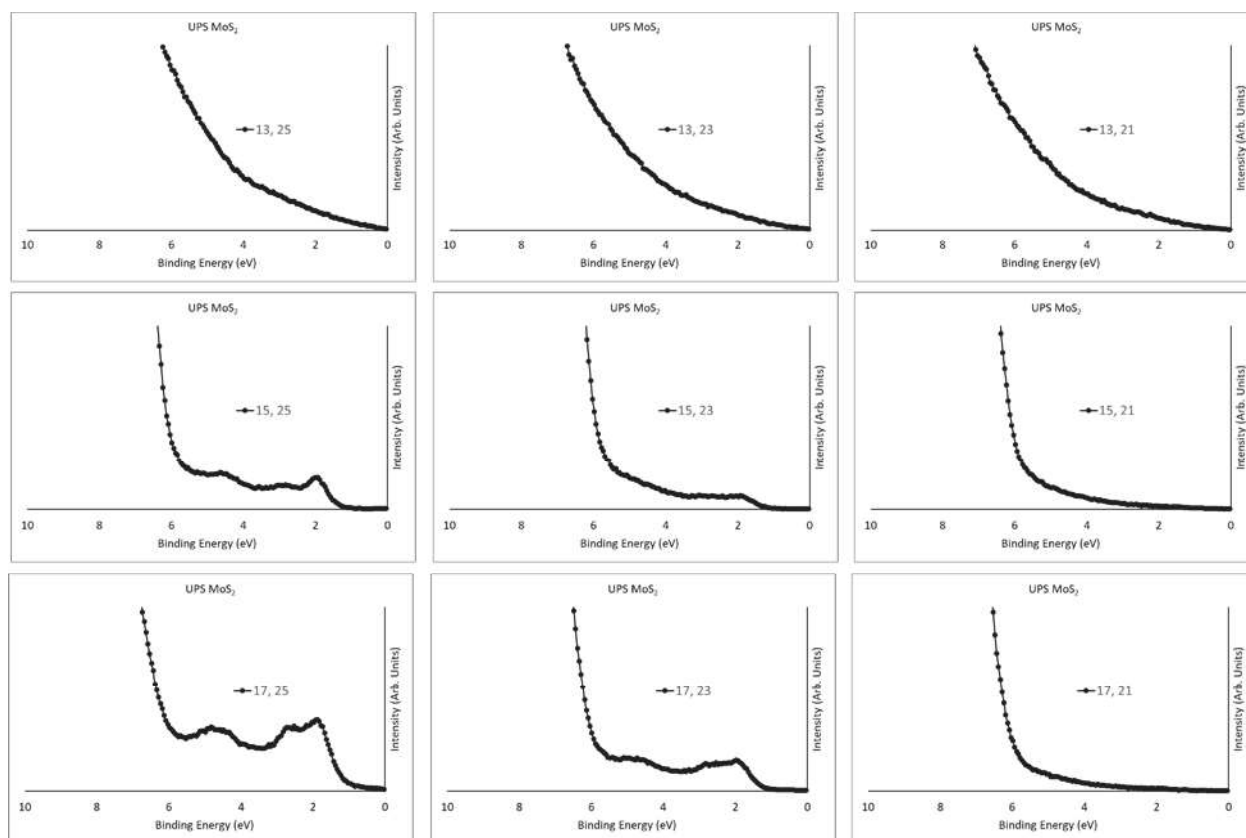 UPS MoS₂
13, 25
Intensity (Arb. Units)
10 8 6 4 2 0
Binding Energy (eV)
UPS MoS₂
13, 23
Intensity (Arb. Units)
10 8 6 4 2 0
Binding Energy (eV)
UPS MoS₂
13, 21
Intensity (Arb. Units)
10 8 6 4 2 0
Binding Energy (eV)
UPS MoS₂
15, 25
Intensity (Arb. Units)
10 8 6 4 2 0
Binding Energy (eV)
UPS MoS₂
15, 23
Intensity (Arb. Units)
10 8 6 4 2 0
Binding Energy (eV)
UPS MoS₂
15, 21
Intensity (Arb. Units)
10 8 6 4 2 0
Binding Energy (eV)
UPS MoS₂
17, 25
Intensity (Arb. Units)
10 8 6 4 2 0
Binding Energy (eV)
UPS MoS₂
17, 23
Intensity (Arb. Units)
10 8 6 4 2 0
Binding Energy (eV)
UPS MoS₂
17, 21
Intensity (Arb. Units)
10 8 6 4 2 0
Binding Energy (eV)